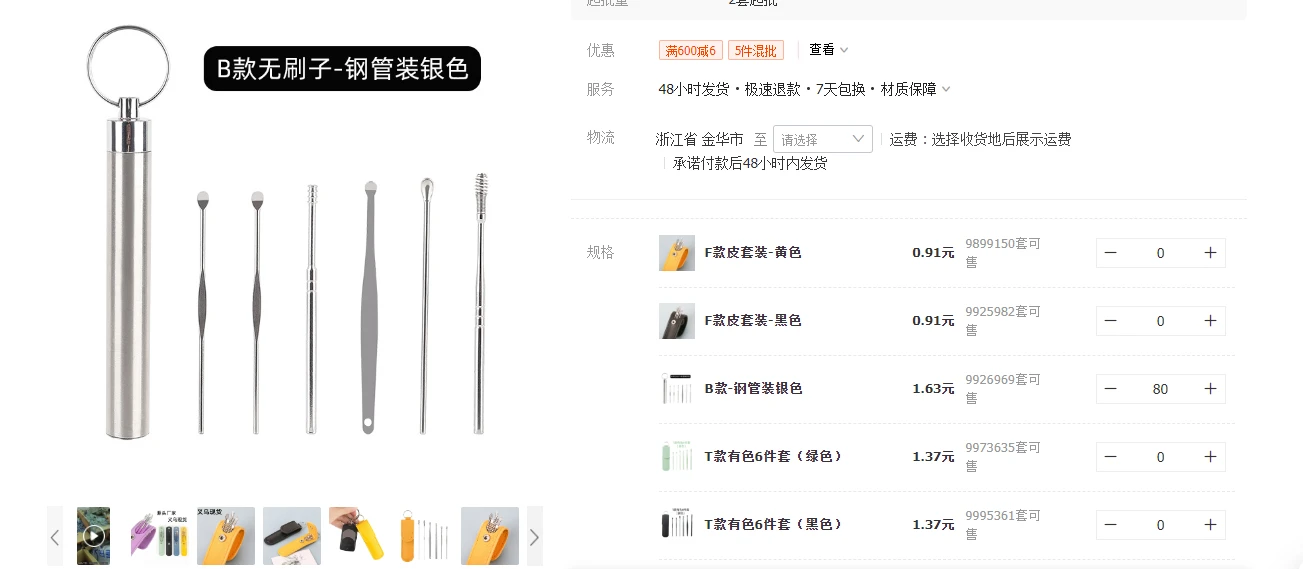 起批量 2套起批
B款无刷子-钢管装银色
优惠 满600减6 5件混批 查看
服务 48小时发货·极速退款·7天包换·材质保障
物流 浙江省 金华市 至 请选择 运费：选择收货地后展示运费
承诺付款后48小时内发货
规格
F款皮套装-黄色 0.91元 9899150套可售 0
F款皮套装-黑色 0.91元 9925982套可售 0
B款-钢管装银色 1.63元 9926969套可售 80
T款有色6件套（绿色） 1.37元 9973635套可售 0
T款有色6件套（黑色） 1.37元 9995361套可售 0
义乌现货
义乌现货